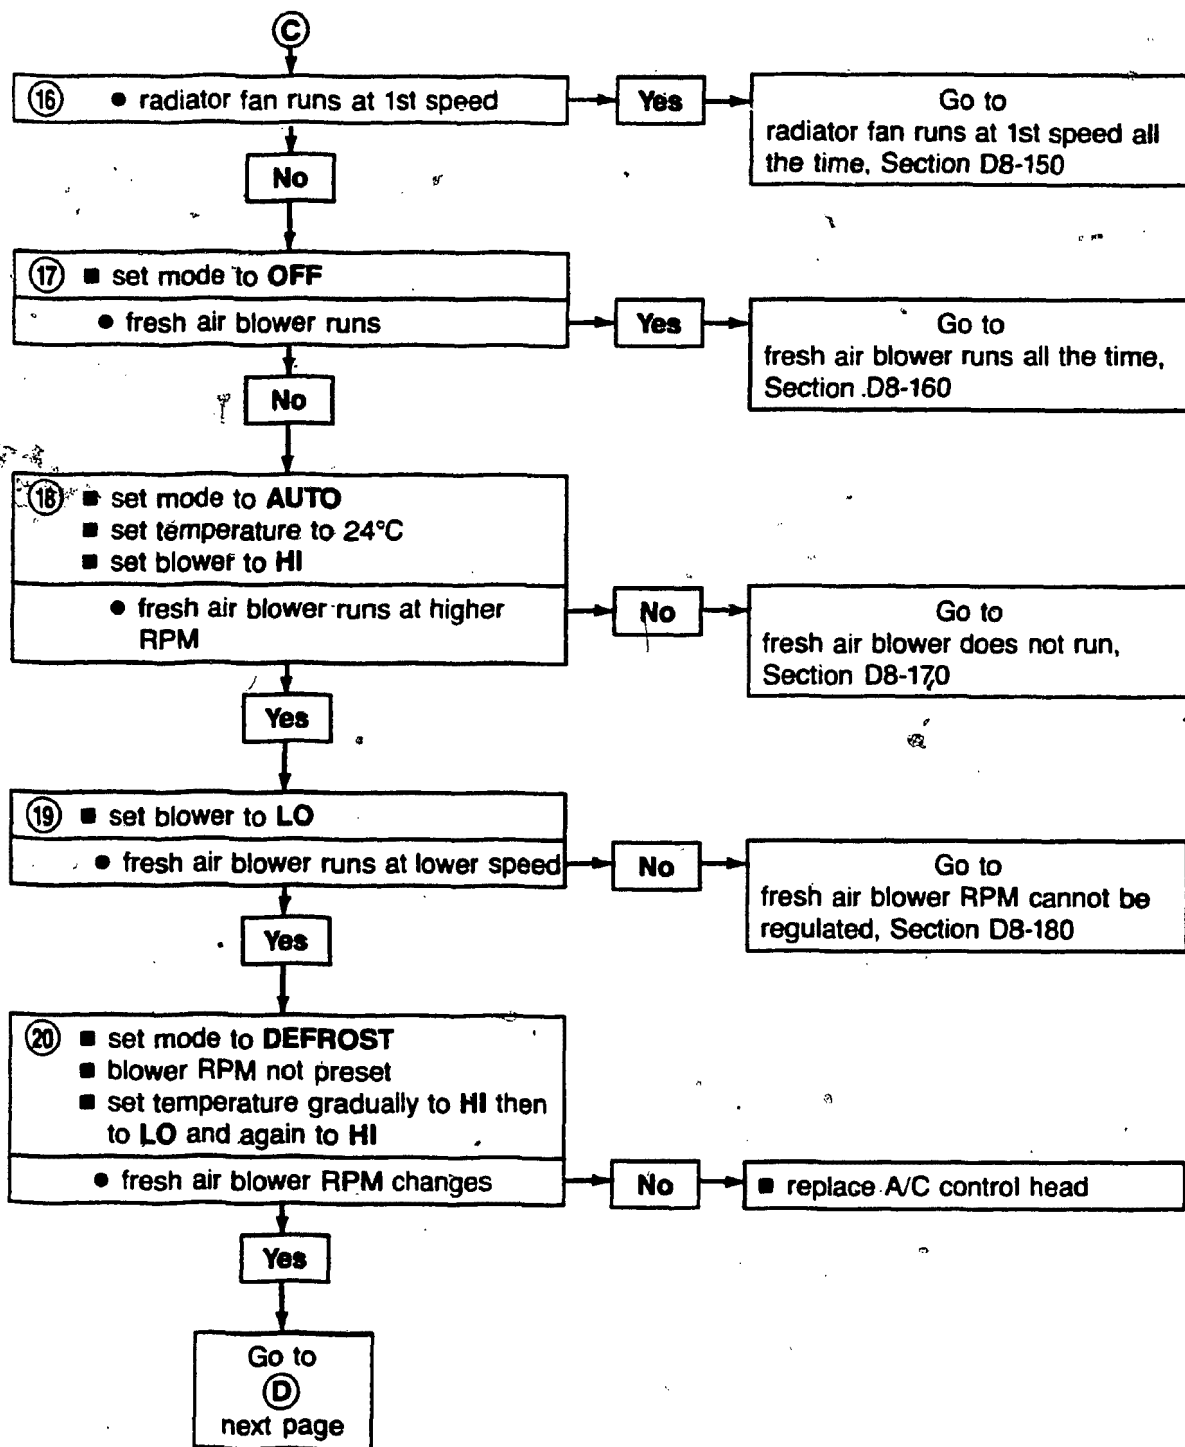 C
16 ● radiator fan runs at 1st speed
Yes
Go to
radiator fan runs at 1st speed all
the time, Section D8-150
No
17 ■ set mode to OFF
● fresh air blower runs
Yes
Go to
fresh air blower runs all the time,
Section D8-160
No
18 ■ set mode to AUTO
■ set temperature to 24°C
■ set blower to HI
● fresh air blower runs at higher
RPM
No
Go to
fresh air blower does not run,
Section D8-170
Yes
19 ■ set blower to LO
● fresh air blower runs at lower speed
No
Go to
fresh air blower RPM cannot be
regulated, Section D8-180
Yes
20 ■ set mode to DEFROST
■ blower RPM not preset
■ set temperature gradually to HI then
to LO and again to HI
● fresh air blower RPM changes
No
■ replace A/C control head
Yes
Go to
D
next page